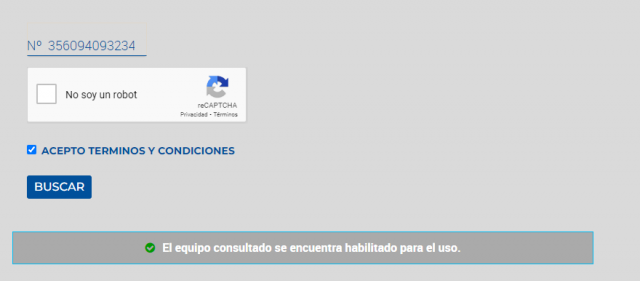 Nº 356094093234
No soy un robot
reCAPTCHA
Privacidad - Términos
ACEPTO TERMINOS Y CONDICIONES
BUSCAR
El equipo consultado se encuentra habilitado para el uso.